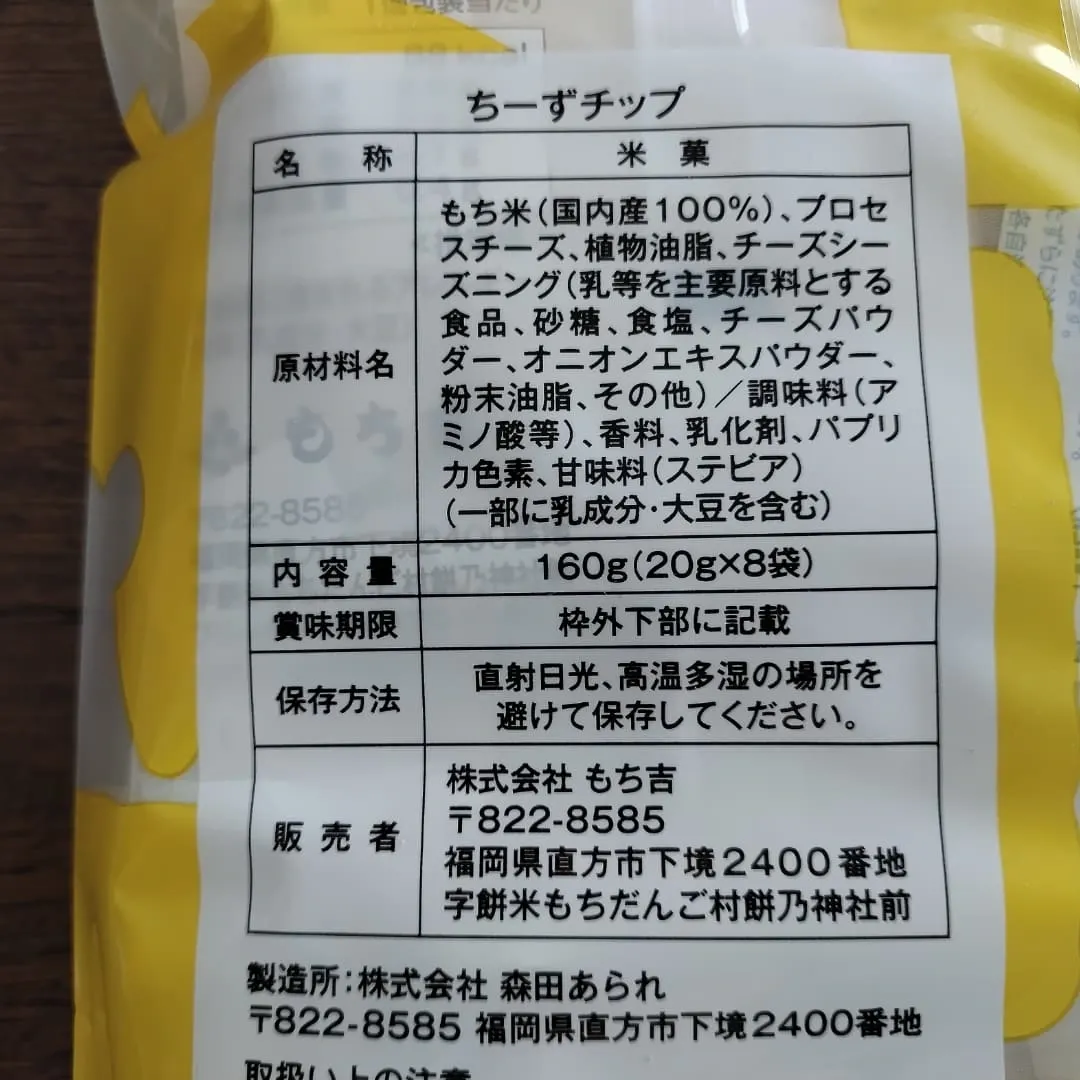 ちーずチップ
名称 米菓
もち米(国内産100%)、プロセ
スチーズ、植物油脂、チーズシー
ズニング(乳等を主要原料とする
食品、砂糖、食塩、チーズパウ
ダー、オニオンエキスパウダー、
原材料名
粉末油脂、その他)/調味料(ア
ミノ酸等)、香料、乳化剤、パプリ
カ色素、甘味料(ステビア)
(一部に乳成分・大豆を含む)
内容量 160g(20g×8袋)
賞味期限 枠外下部に記載
保存方法
直射日光、高温多湿の場所を
避けて保存してください。
販売者
株式会社 もち吉
〒822-8585
福岡県直方市下境2400番地
字餅米もちだんご村餅乃神社前
製造所:株式会社 森田あられ
〒822-8585 福岡県直方市下境2400番地
取扱い上の注意